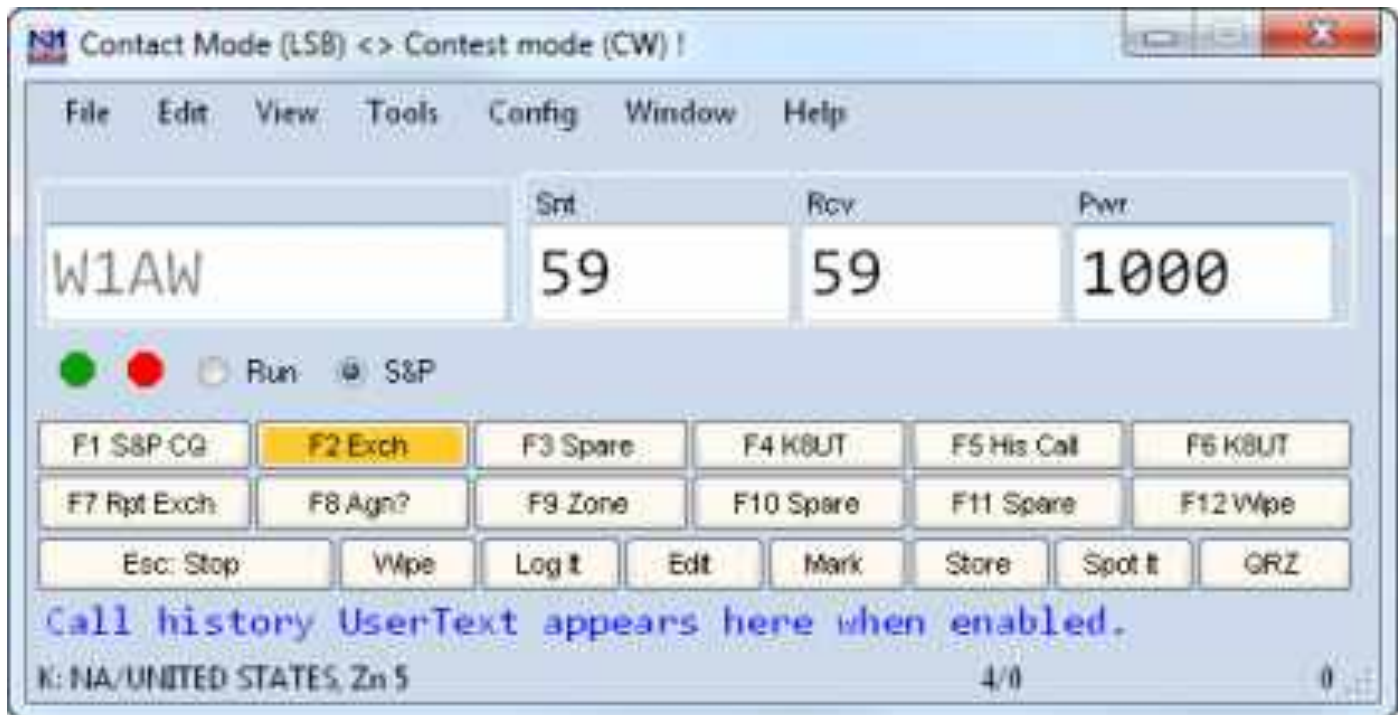 N1 Contact Mode (LSB) <> Contest mode (CW) !
File Edit View Tools Config Window Help
Snt Rcv Pwr
W1AW 59 59 1000
Run S&P
F1 S&P CQ F2 Exch F3 Spare F4 K8UT F5 His Call F6 K8UT
F7 Rpt Exch F8 Agn? F9 Zone F10 Spare F11 Spare F12 Wipe
Esc: Stop Wipe Log It Edit Mark Store Spot It QRZ
Call history UserText appears here when enabled.
K: NA/UNITED STATES, Zn 5 4/0 0